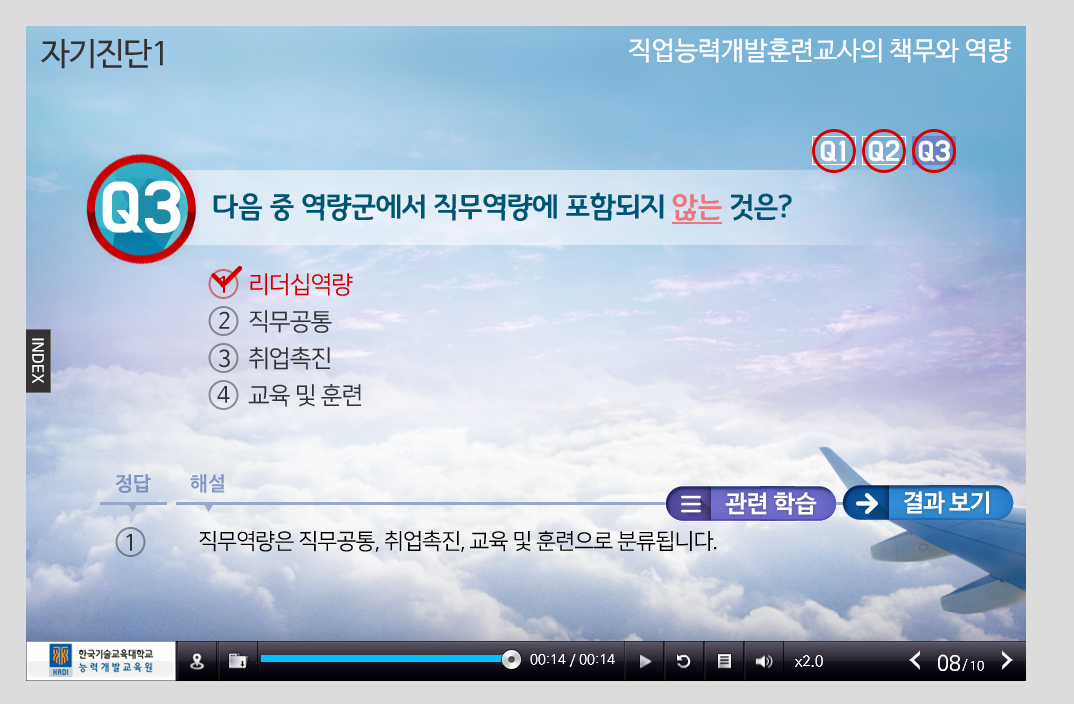 자기진단1
직업능력개발훈련교사의 책무와 역량
Q1 Q2 Q3
Q3 다음 중 역량군에서 직무역량에 포함되지 않는 것은?
① 리더십역량
② 직무공통
③ 취업촉진
④ 교육 및 훈련
INDEX
정답 해설
관련 학습 결과 보기
① 직무역량은 직무공통, 취업촉진, 교육 및 훈련으로 분류됩니다.
HRDI 한국기술교육대학교
능력개발교육원
00:14 / 00:14 x2.0 08/10